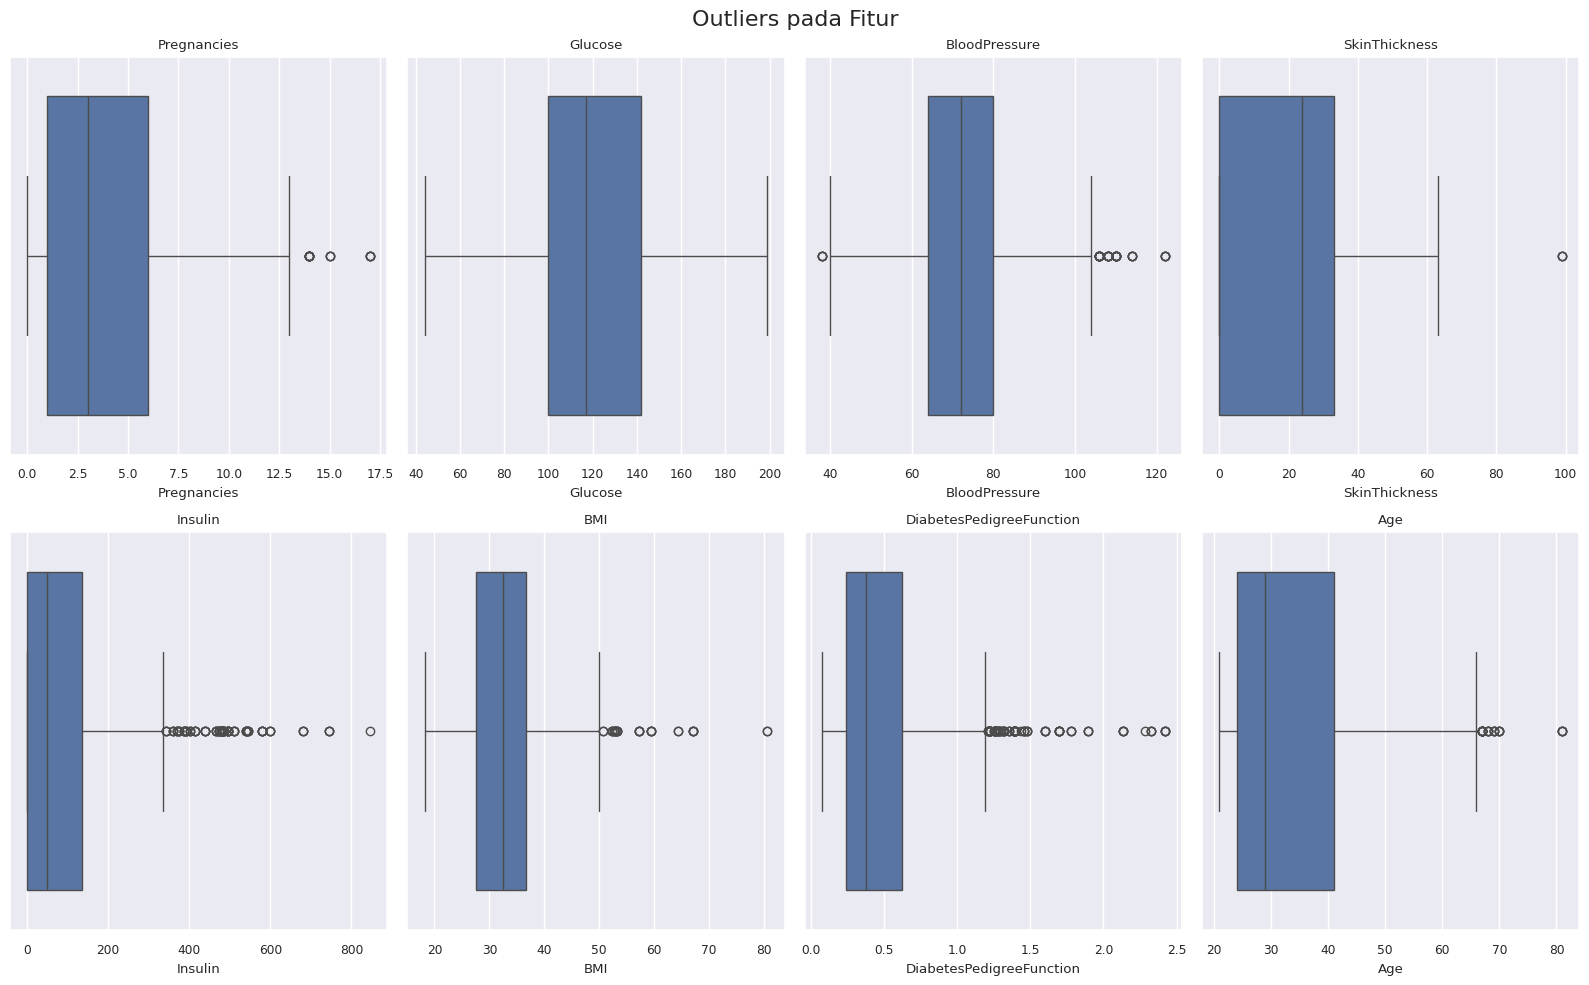 Outliers pada Fitur
Pregnancies Glucose BloodPressure SkinThickness
0.0 2.5 5.0 7.5 10.0 12.5 15.0 17.5 40 60 80 100 120 140 160 180 200 40 60 80 100 120 0 20 40 60 80 100
Pregnancies Glucose BloodPressure SkinThickness
Insulin BMI DiabetesPedigreeFunction Age
0 200 400 600 800 20 30 40 50 60 70 80 0.0 0.5 1.0 1.5 2.0 2.5 20 30 40 50 60 70 80
Insulin BMI DiabetesPedigreeFunction Age